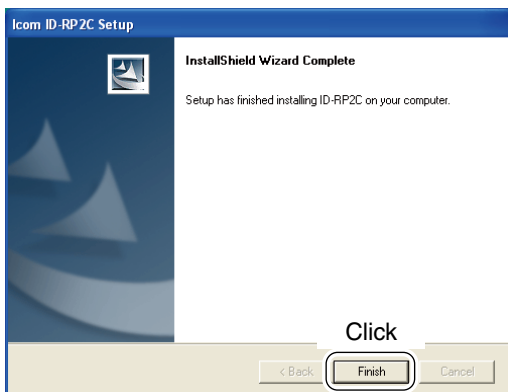 Icom ID-RP2C Setup
InstallShield Wizard Complete
Setup has finished installing ID-RP2C on your computer.
Click
< Back Finish Cancel